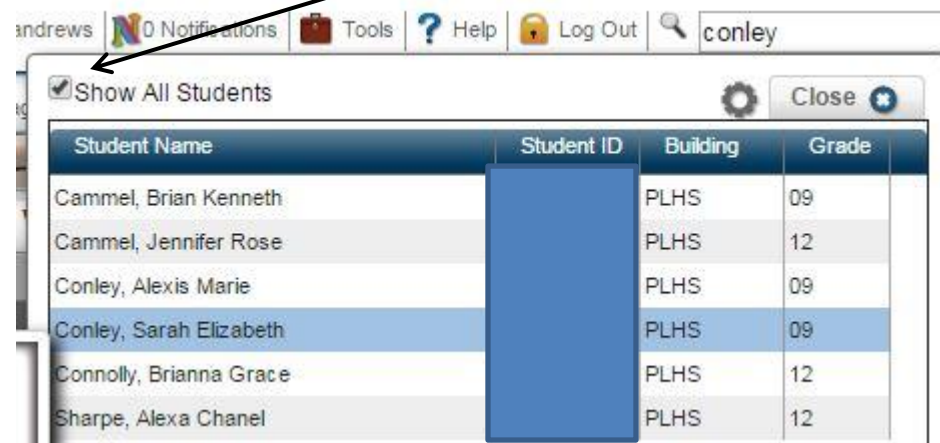 andrews 0 Notifications Tools Help Log Out conley
Show All Students Close
Student Name Student ID Building Grade
Cammel, Brian Kenneth PLHS 09
Cammel, Jennifer Rose PLHS 12
Conley, Alexis Marie PLHS 09
Conley, Sarah Elizabeth PLHS 09
Connolly, Brianna Grace PLHS 12
Sharpe, Alexa Chanel PLHS 12